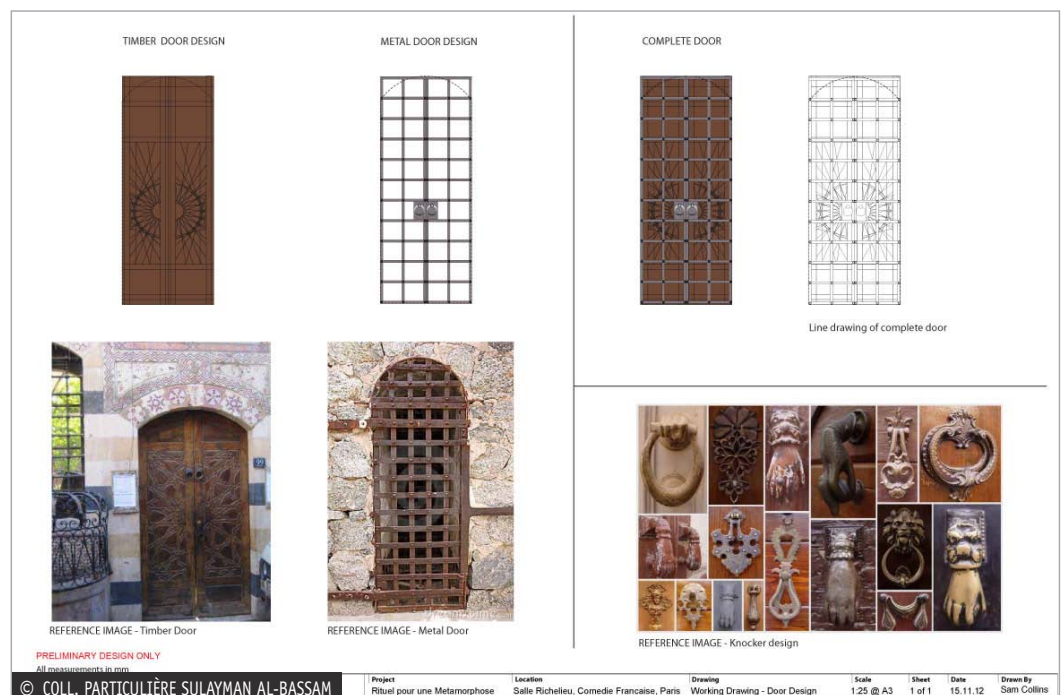 TIMBER DOOR DESIGN
METAL DOOR DESIGN
COMPLETE DOOR
Line drawing of complete door
REFERENCE IMAGE - Timber Door
REFERENCE IMAGE - Metal Door
REFERENCE IMAGE - Knocker design
PRELIMINARY DESIGN ONLY
All measurements in mm
© COLL. PARTICULIÈRE SULAYMAN AL-BASSAM
Project
Rituel pour une Metamorphose
Location
Salle Richelieu, Comedie Francaise, Paris
Drawing
Working Drawing - Door Design
Scale
1:25 @ A3
Sheet
1 of 1
Date
15.11.12
Drawn By
Sam Collins